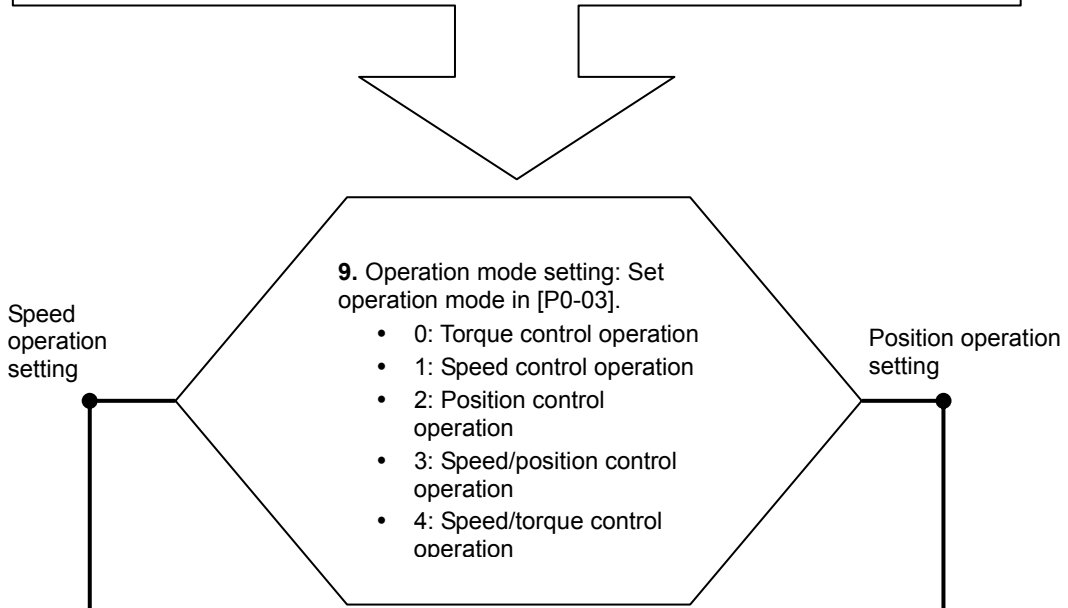 9. Operation mode setting: Set
operation mode in [P0-03].
• 0: Torque control operation
• 1: Speed control operation
• 2: Position control
operation
• 3: Speed/position control
operation
• 4: Speed/torque control
operation
Speed
operation
setting
Position operation
setting